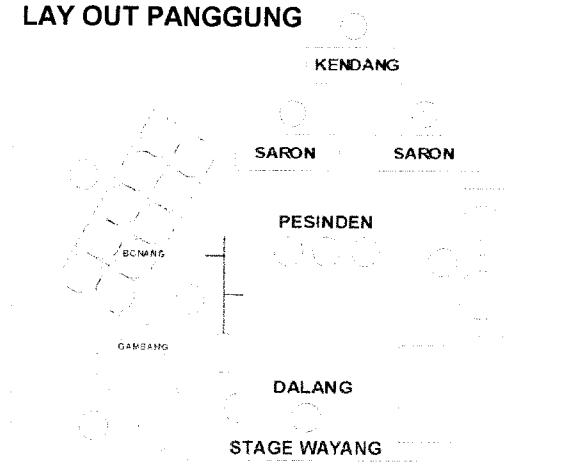 LAY OUT PANGGUNG
KENDANG
SARON SARON
PESINDEN
BONANG
GAMBANG
DALANG
STAGE WAYANG